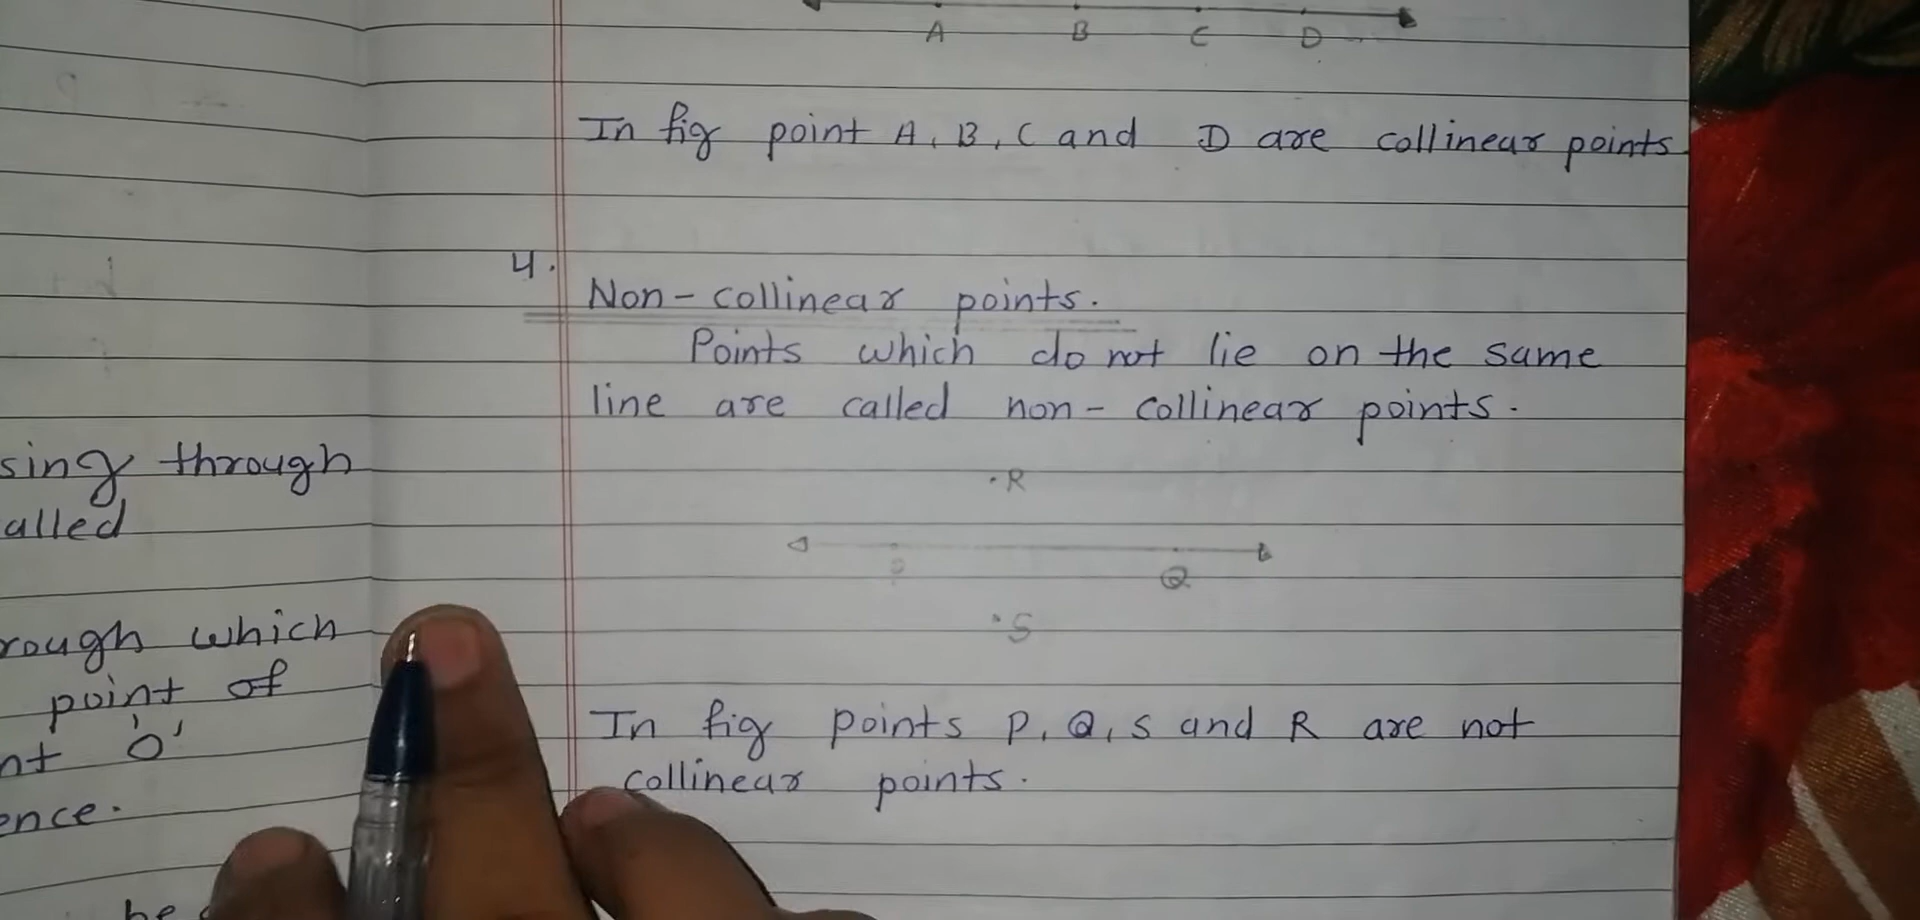 A B C D
In fig point A, B, C and D are collinear points
4.
Non-collinear points.
Points which do not lie on the same
line are called non-collinear points.
R
P Q
S
In fig points P, Q, S and R are not
collinear points.
sing through
alled
rough which
point of
nt 'O'
ence.
be